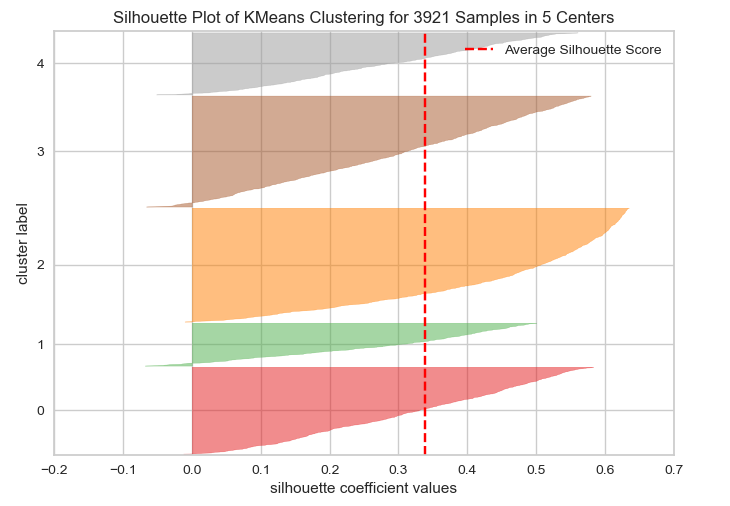 Silhouette Plot of KMeans Clustering for 3921 Samples in 5 Centers
Average Silhouette Score
4
3
2
1
0
cluster label
−0.2 −0.1 0.0 0.1 0.2 0.3 0.4 0.5 0.6 0.7
silhouette coefficient values